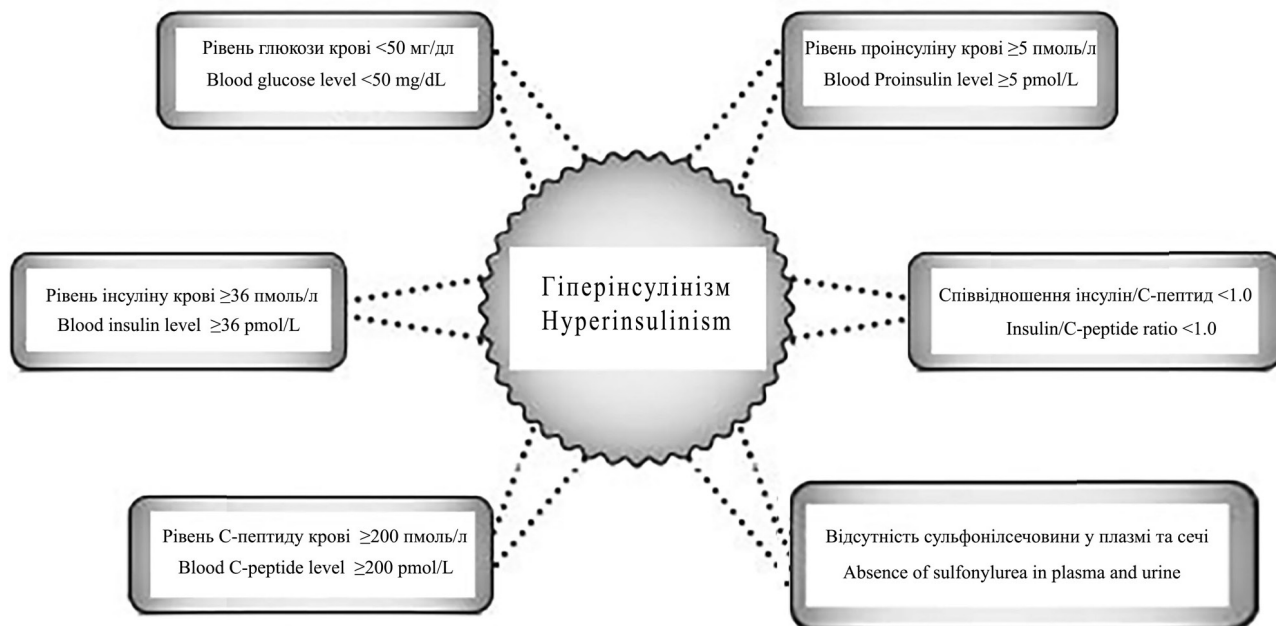 Рівень глюкози крові <50 мг/дл
Blood glucose level <50 mg/dL
Рівень проінсуліну крові ≥5 пмоль/л
Blood Proinsulin level ≥5 pmol/L
Рівень інсуліну крові ≥36 пмоль/л
Blood insulin level ≥36 pmol/L
Гіперінсулінізм
Hyperinsulinism
Співвідношення інсулін/С-пептид <1.0
Insulin/C-peptide ratio <1.0
Рівень С-пептиду крові ≥200 пмоль/л
Blood C-peptide level ≥200 pmol/L
Відсутність сульфонілсечовини у плазмі та сечі
Absence of sulfonylurea in plasma and urine